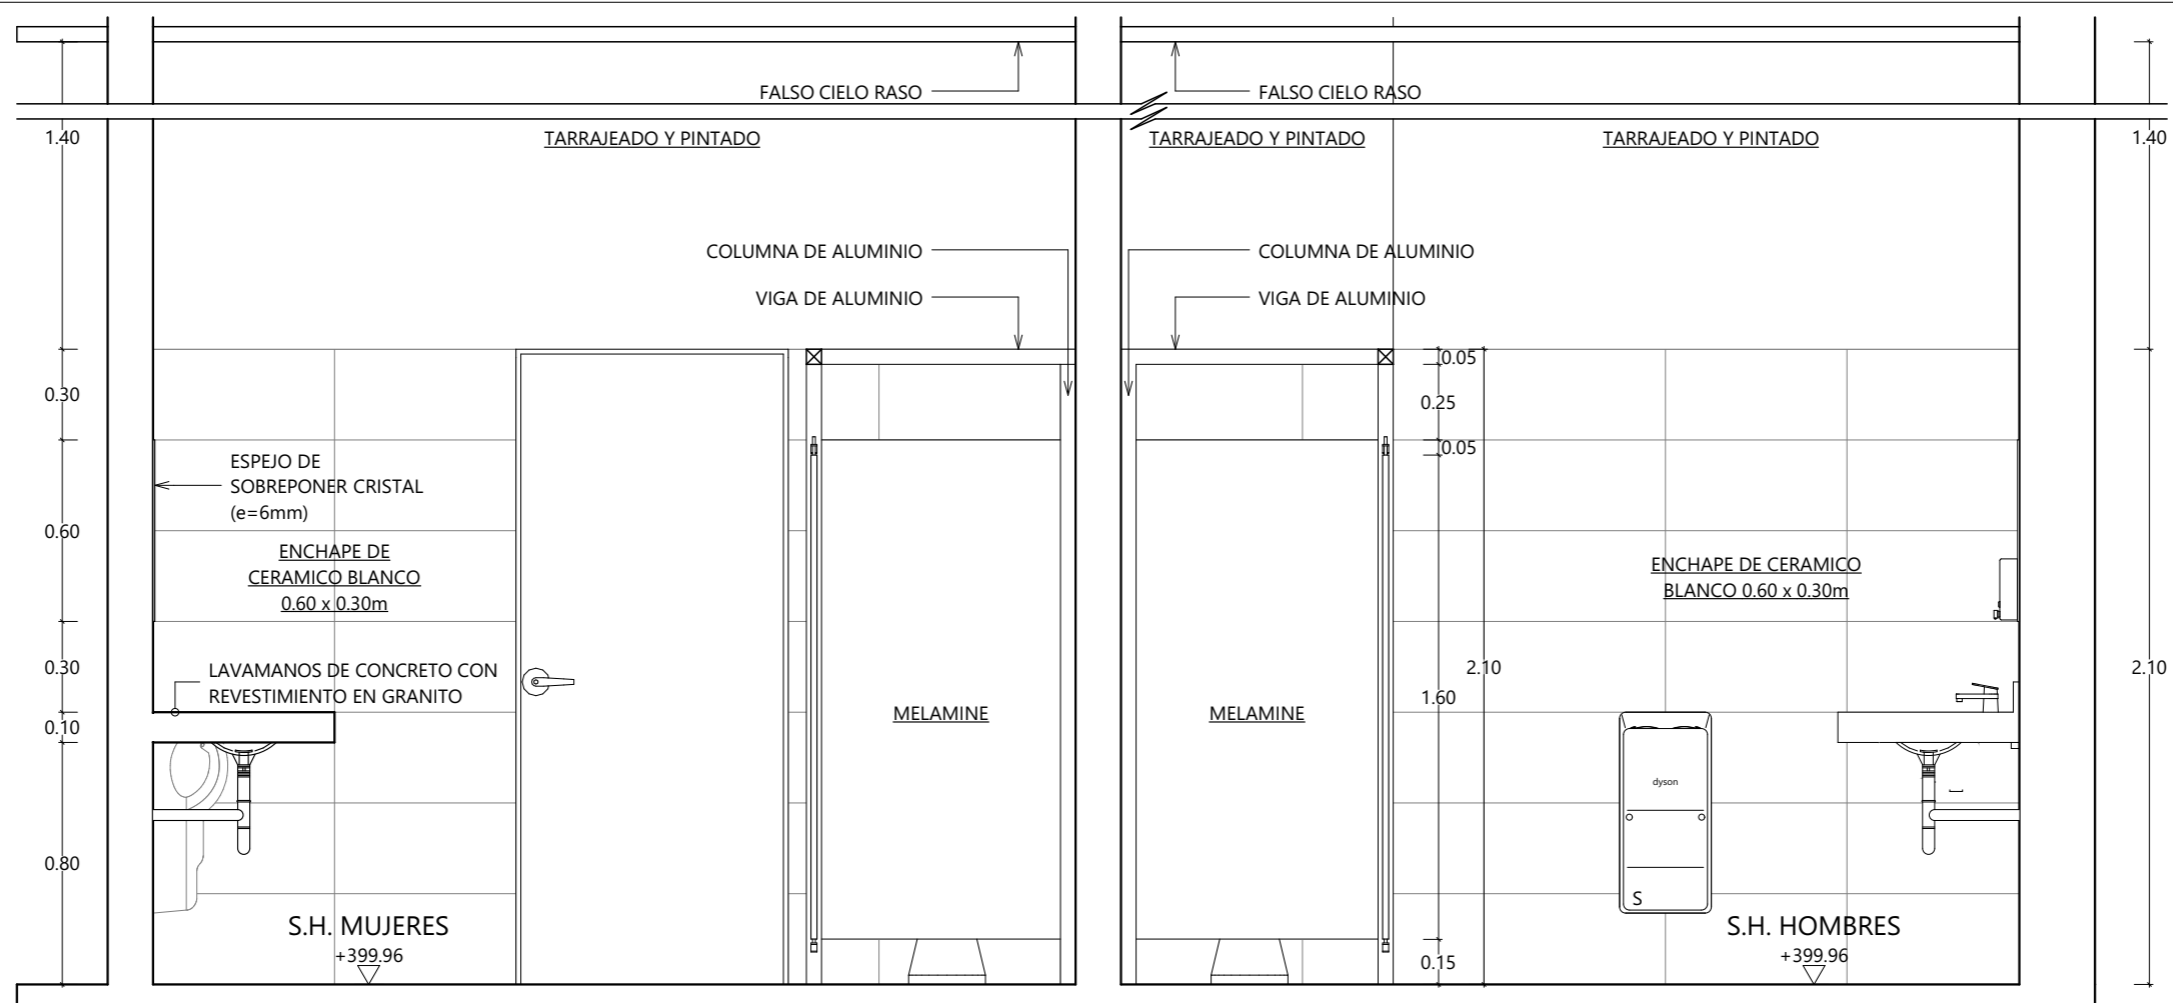 FALSO CIELO RASO
FALSO CIELO RASO
1.40
TARRAJEADO Y PINTADO
TARRAJEADO Y PINTADO
TARRAJEADO Y PINTADO
1.40
COLUMNA DE ALUMINIO
COLUMNA DE ALUMINIO
VIGA DE ALUMINIO
VIGA DE ALUMINIO
0.05
0.30
0.25
0.05
ESPEJO DE
SOBREPONER CRISTAL
(e=6mm)
0.60
ENCHAPE DE
CERAMICO BLANCO
0.60 x 0.30m
ENCHAPE DE CERAMICO
BLANCO 0.60 x 0.30m
0.30
LAVAMANOS DE CONCRETO CON
REVESTIMIENTO EN GRANITO
2.10
2.10
1.60
0.10
MELAMINE
MELAMINE
dyson
0.80
S
S.H. MUJERES
+399.96
S.H. HOMBRES
+399.96
0.15